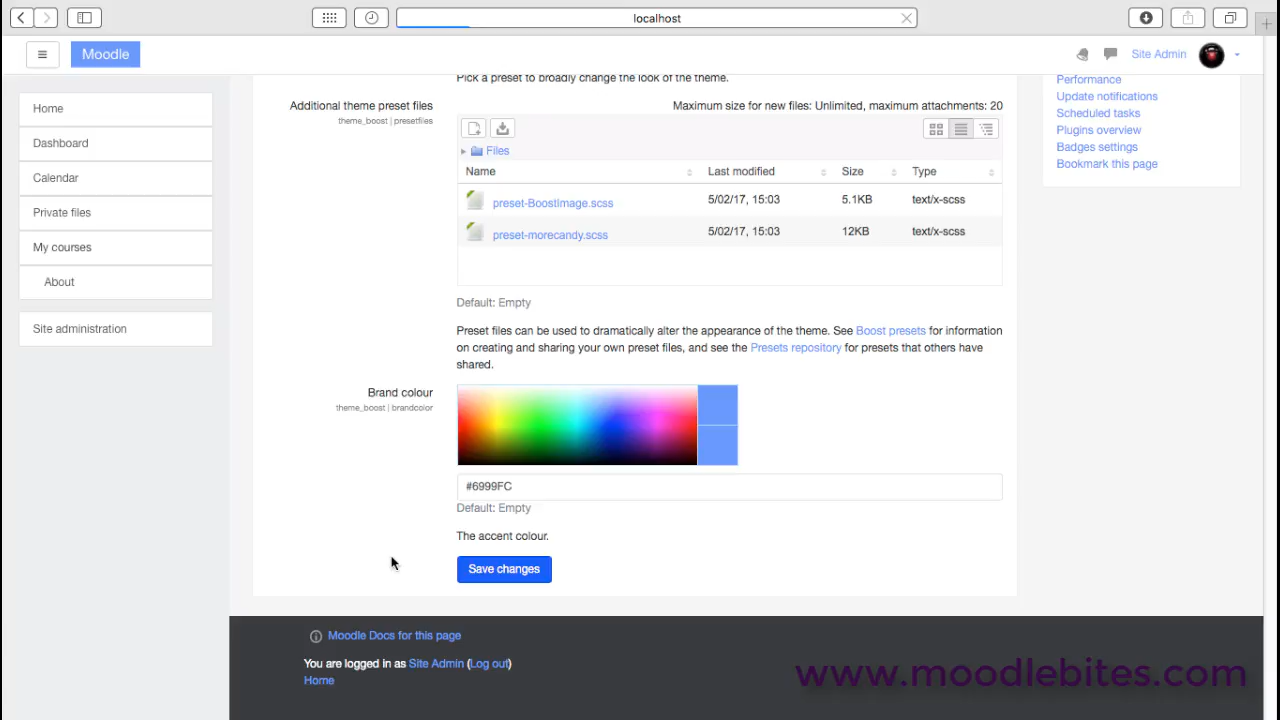 localhost
Moodle
Site Admin
Home
Dashboard
Calendar
Private files
My courses
About
Site administration
Pick a preset to broadly change the look of the theme.
Additional theme preset files
theme_boost | presetfiles
Maximum size for new files: Unlimited, maximum attachments: 20
Files
Name Last modified Size Type
preset-BoostImage.scss 5/02/17, 15:03 5.1KB text/x-scss
preset-morecandy.scss 5/02/17, 15:03 12KB text/x-scss
Default: Empty
Preset files can be used to dramatically alter the appearance of the theme. See Boost presets for information
on creating and sharing your own preset files, and see the Presets repository for presets that others have
shared.
Brand colour
theme_boost | brandcolor
#6999FC
Default: Empty
The accent colour.
Save changes
Performance
Update notifications
Scheduled tasks
Plugins overview
Badges settings
Bookmark this page
Moodle Docs for this page
You are logged in as Site Admin (Log out)
Home
www.moodlebites.com